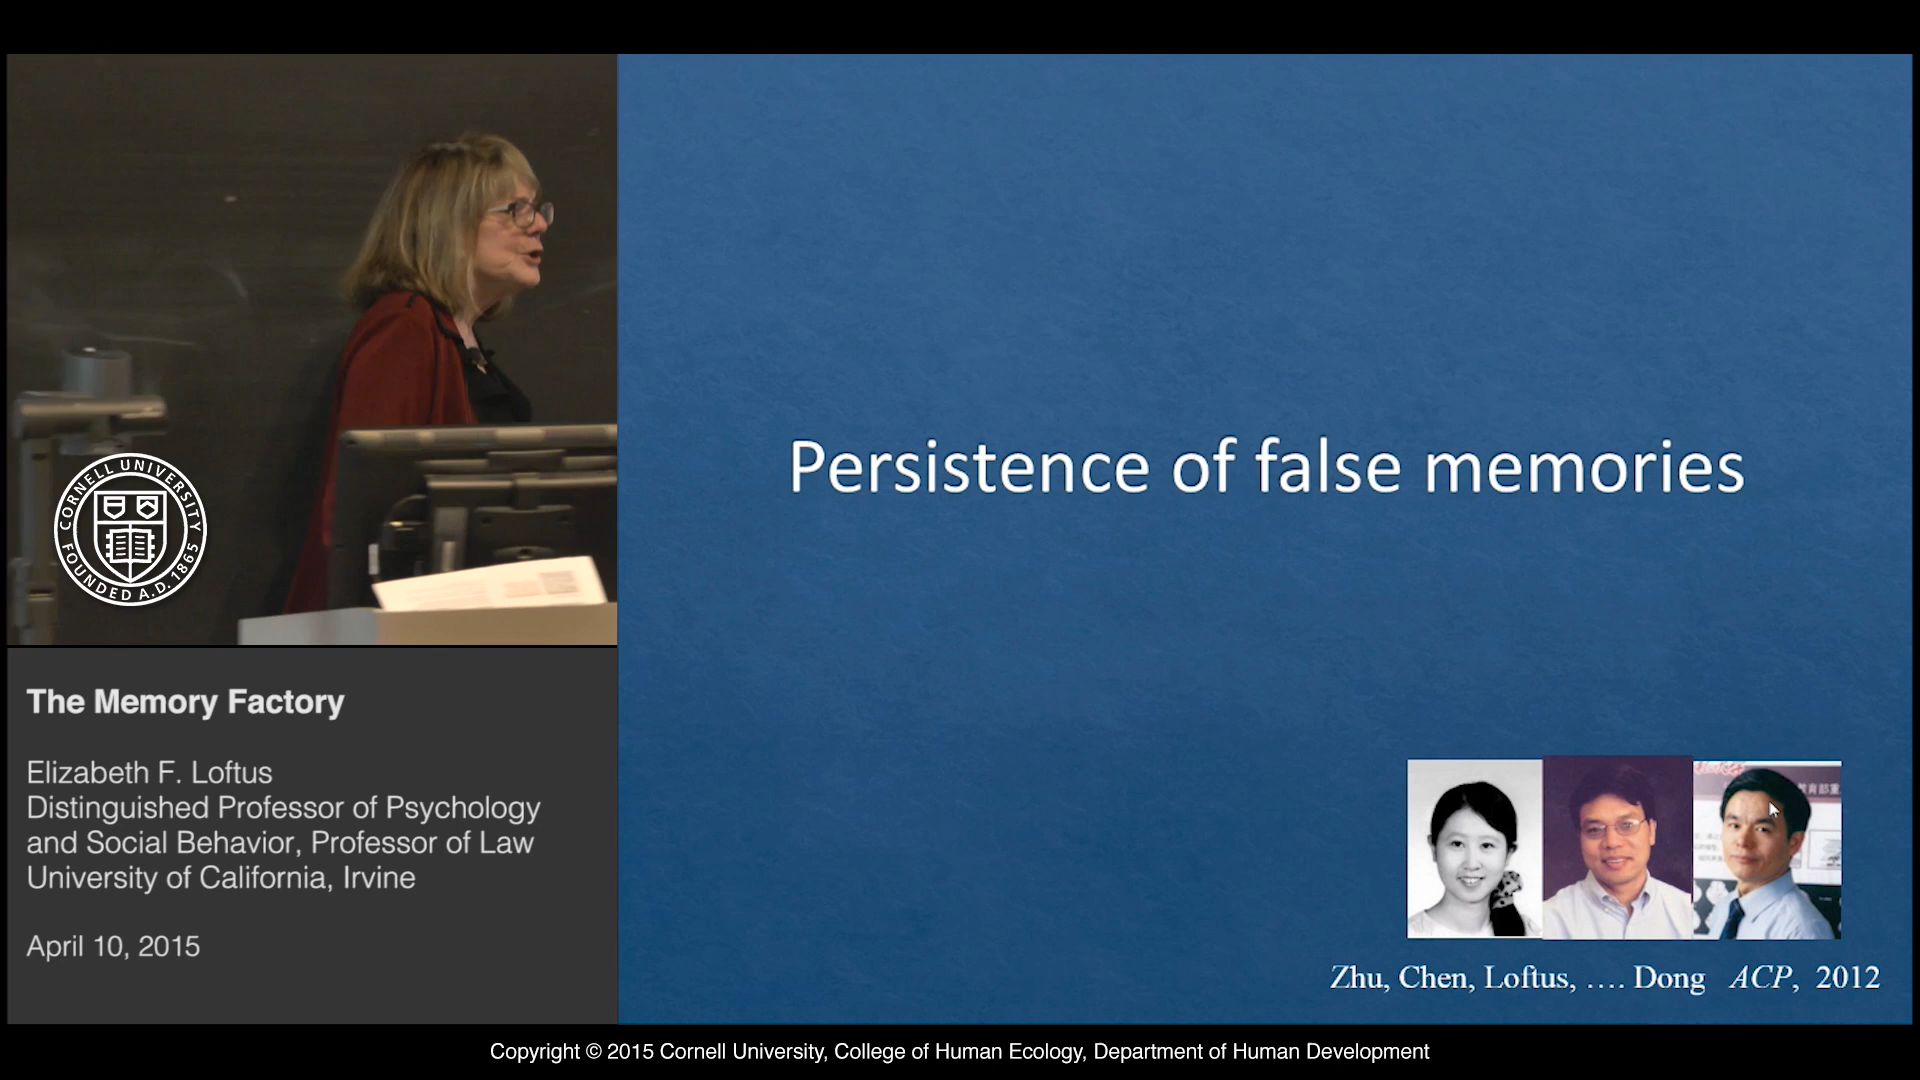 CORNELL UNIVERSITY
FOUNDED A.D. 1865
The Memory Factory
Elizabeth F. Loftus
Distinguished Professor of Psychology
and Social Behavior, Professor of Law
University of California, Irvine
April 10, 2015
Persistence of false memories
Zhu, Chen, Loftus, …. Dong ACP, 2012
Copyright © 2015 Cornell University, College of Human Ecology, Department of Human Development